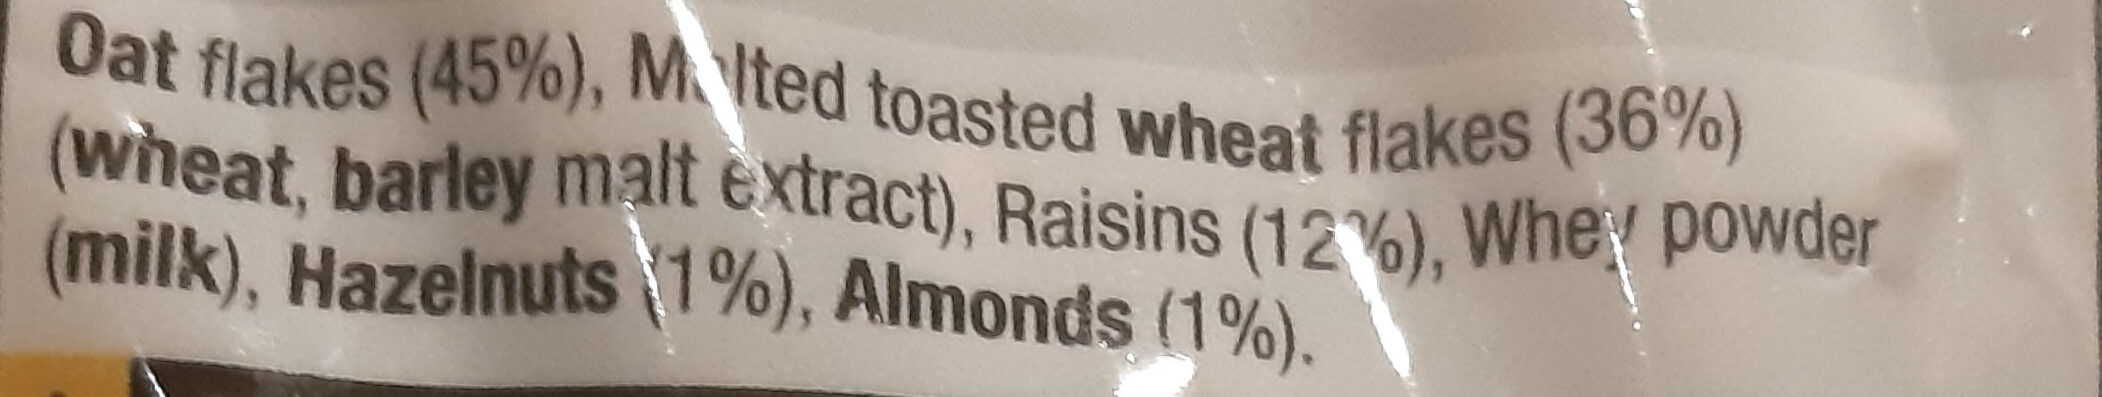 Oat flakes (45%), Malted toasted wheat flakes (36%)
(wheat, barley malt extract), Raisins (12%), Whey powder
(milk), Hazelnuts (1%), Almonds (1%).